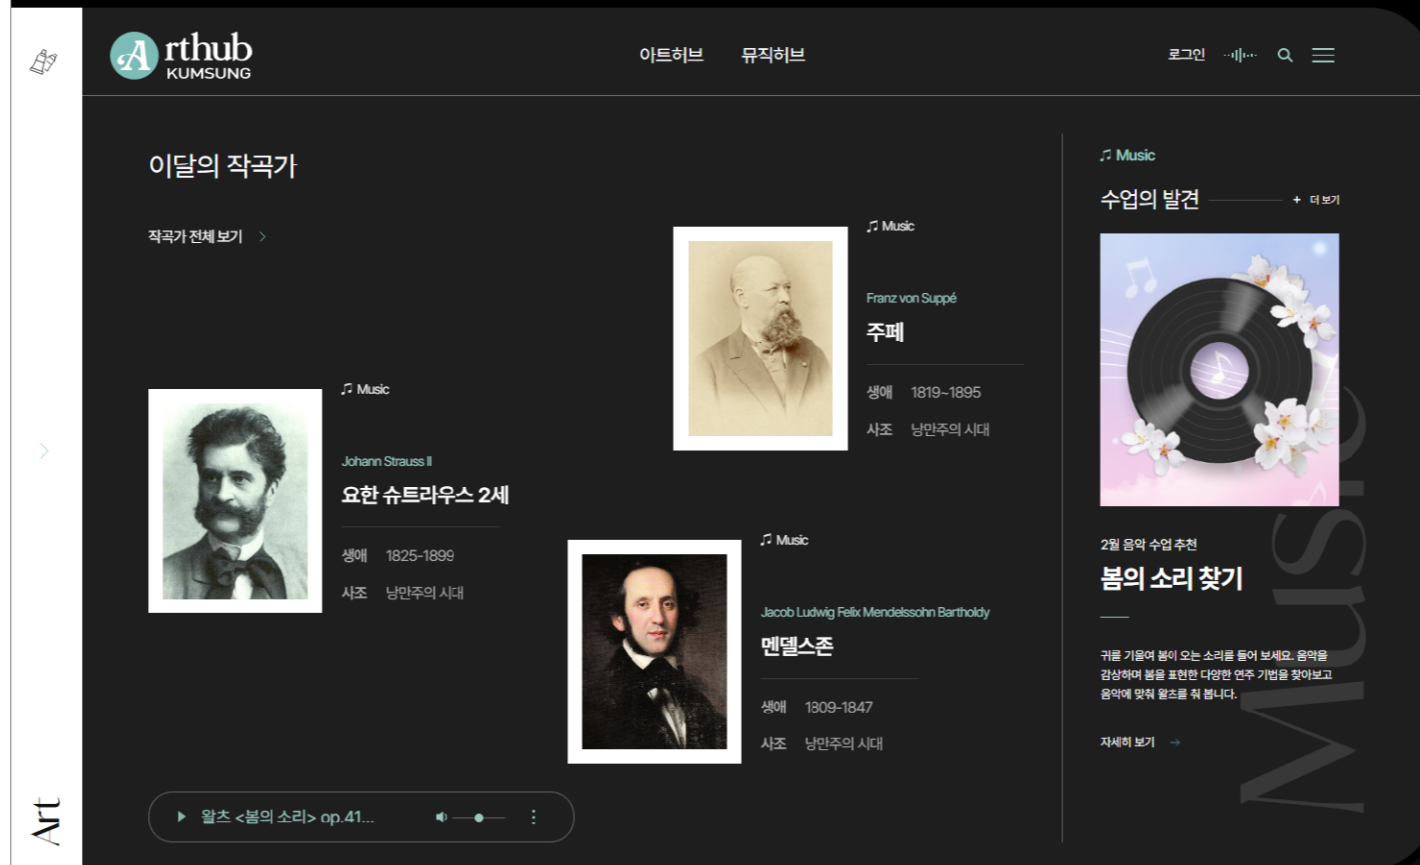 Arthub
KUMSUNG
아트허브
뮤직허브
로그인
이달의 작곡가
작곡가 전체 보기
Music
Franz von Suppé
주페
생애 1819~1895
사조 낭만주의 시대
Music
Johann Strauss II
요한 슈트라우스 2세
생애 1825-1899
사조 낭만주의 시대
Music
Jacob Ludwig Felix Mendelssohn Bartholdy
멘델스존
생애 1809-1847
사조 낭만주의 시대
왈츠 <봄의 소리> op.41...
Music
수업의 발견
+ 더 보기
2월 음악 수업 추천
봄의 소리 찾기
귀를 기울여 봄이 오는 소리를 들어 보세요. 음악을
감상하며 봄을 표현한 다양한 연주 기법을 찾아보고
음악에 맞춰 왈츠를 춰 봅니다.
자세히 보기
Music
Art